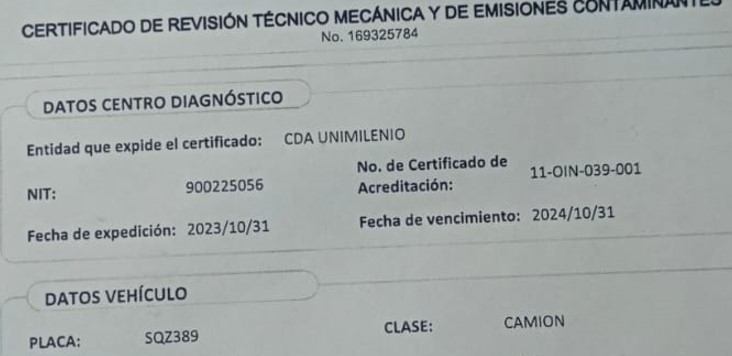 CERTIFICADO DE REVISIÓN TÉCNICO MECÁNICA Y DE EMISIONES CONTAMINANTES
No. 169325784
DATOS CENTRO DIAGNÓSTICO
Entidad que expide el certificado: CDA UNIMILENIO
NIT: 900225056 No. de Certificado de Acreditación: 11-OIN-039-001
Fecha de expedición: 2023/10/31 Fecha de vencimiento: 2024/10/31
DATOS VEHÍCULO
PLACA: SQZ389 CLASE: CAMION